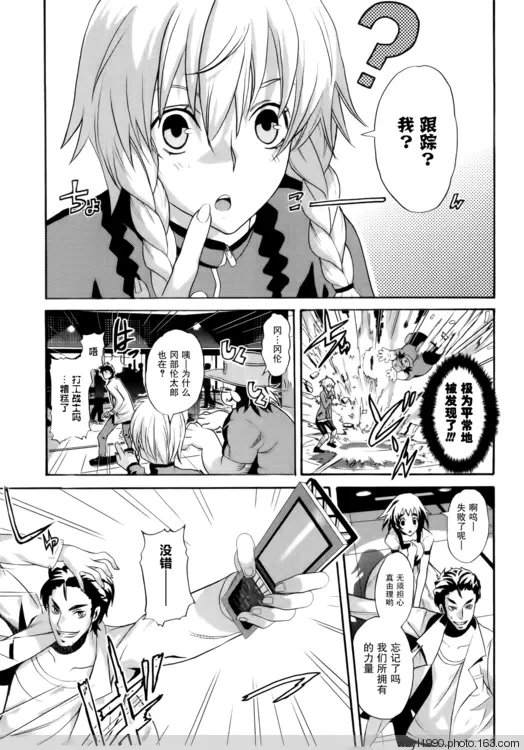 ?
跟踪？
我？
ちょ
——
冈…冈伦
咦—为什么
冈部伦太郎
也在？
唔
打工战士吗
…糟糕了
极为平常地
被发现了!!!
啊呜—
失败了呢—
无须担心
真由理哟
忘记了吗
我们所拥有
的力量
没错——